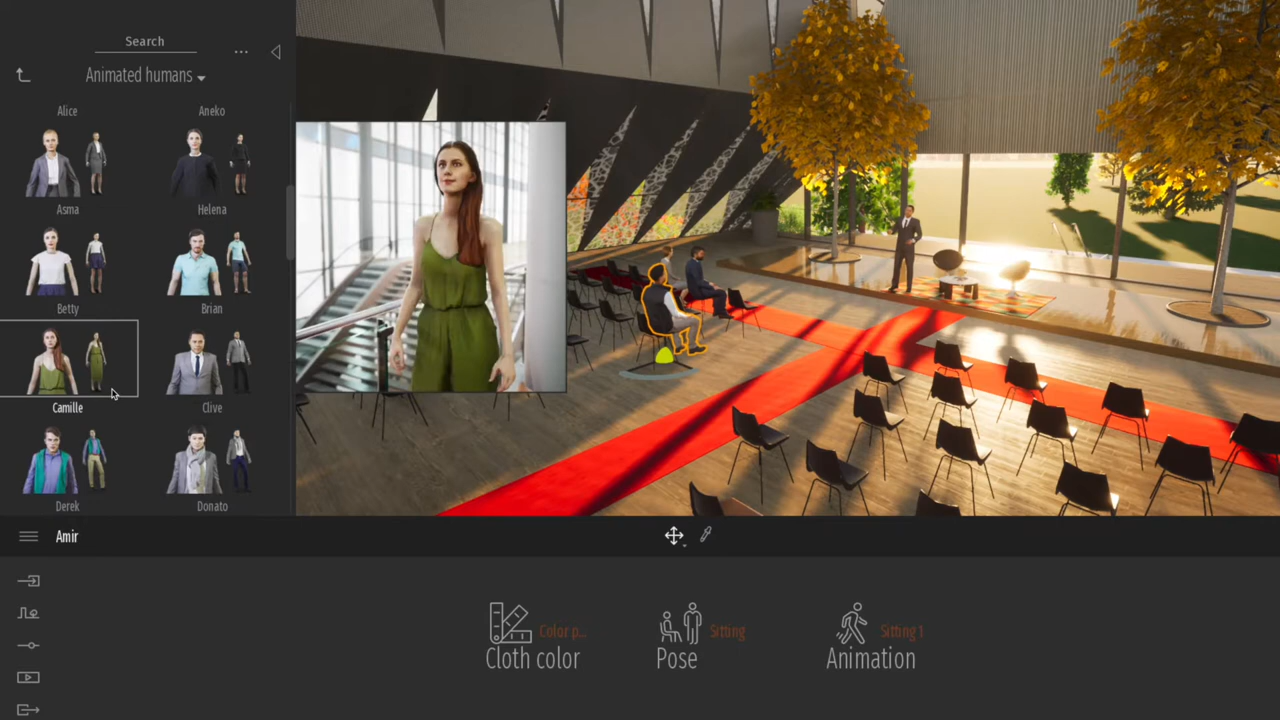 Search
...
Animated humans
Alice
Aneko
Asma
Helena
Betty
Brian
Camille
Clive
Derek
Donato
Amir
Color p...
Cloth color
Sitting
Pose
Sitting 1
Animation